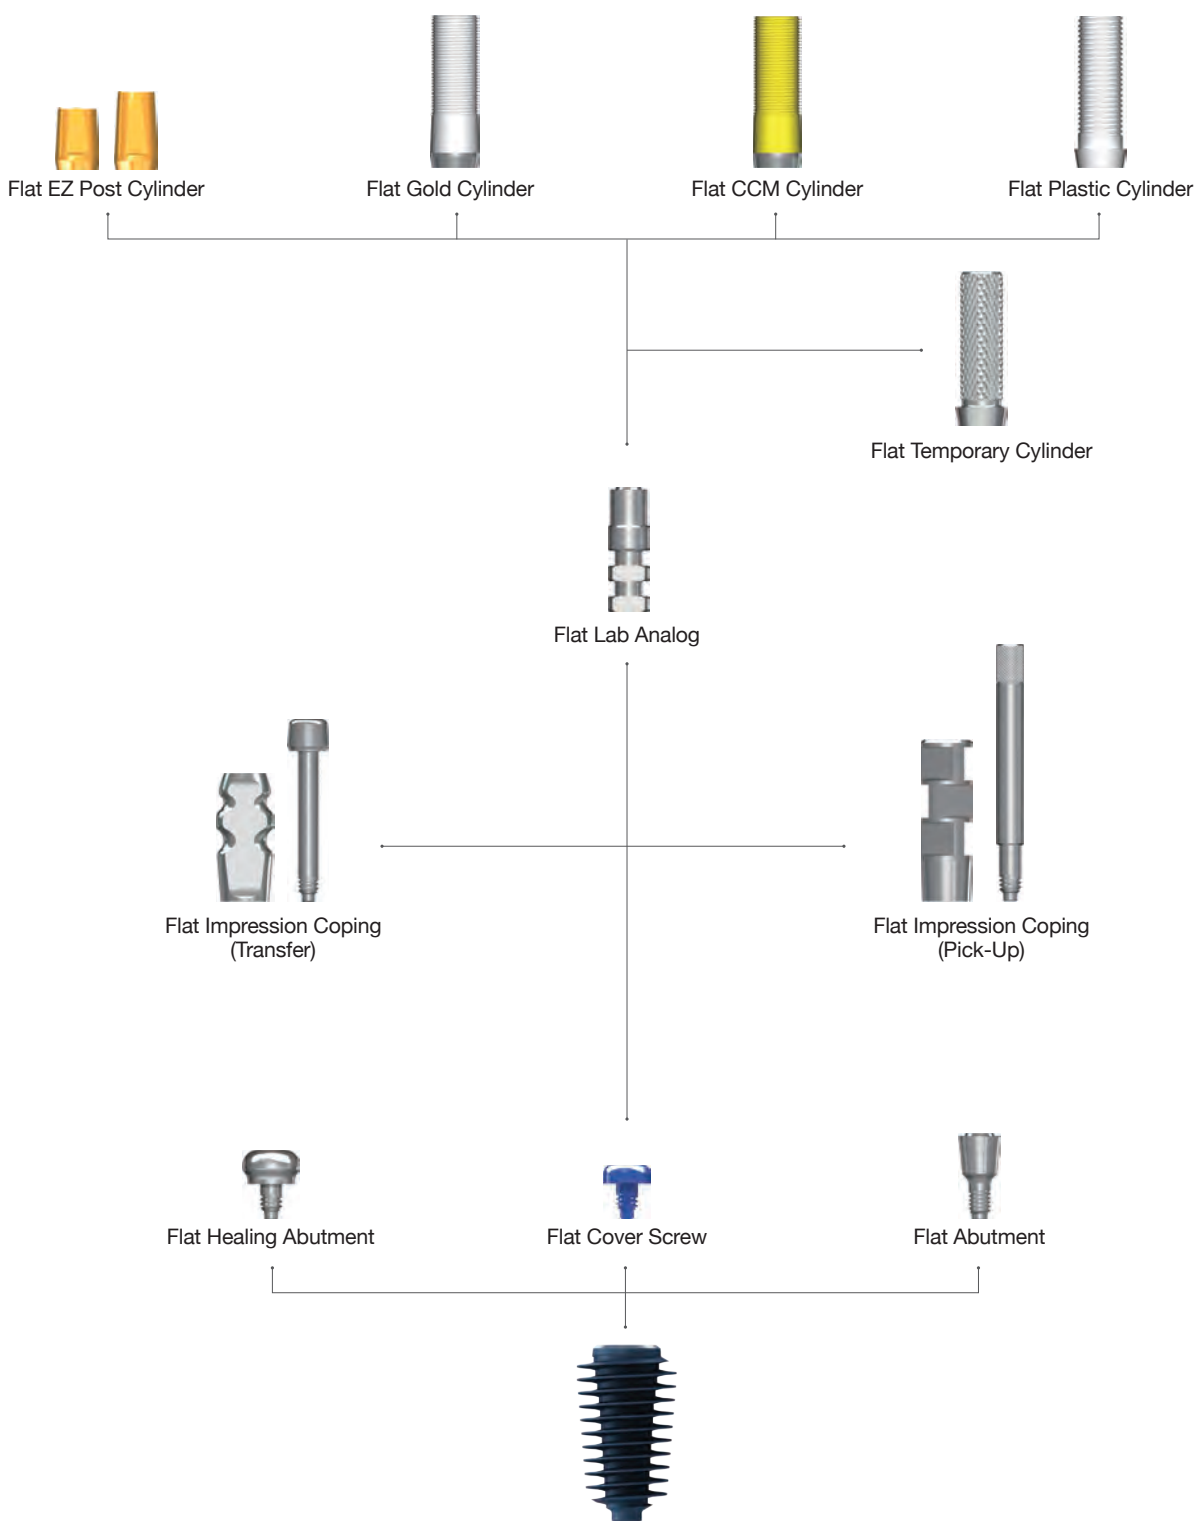 Flat EZ Post Cylinder
Flat Gold Cylinder
Flat CCM Cylinder
Flat Plastic Cylinder
Flat Temporary Cylinder
Flat Lab Analog
Flat Impression Coping
(Transfer)
Flat Impression Coping
(Pick-Up)
Flat Healing Abutment
Flat Cover Screw
Flat Abutment